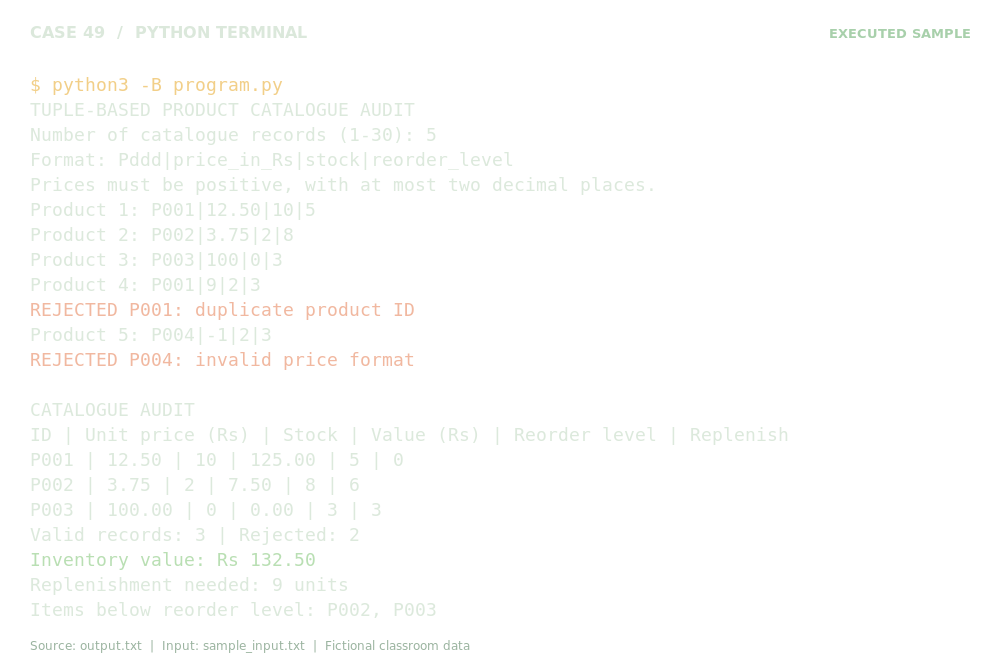 CASE 49 / PYTHON TERMINAL
EXECUTED SAMPLE
$ python3 -B program.py
TUPLE-BASED PRODUCT CATALOGUE AUDIT
Number of catalogue records (1-30): 5
Format: Pddd|price_in_Rs|stock|reorder_level
Prices must be positive, with at most two decimal places.
Product 1: P001|12.50|10|5
Product 2: P002|3.75|2|8
Product 3: P003|100|0|3
Product 4: P001|9|2|3
REJECTED P001: duplicate product ID
Product 5: P004|-1|2|3
REJECTED P004: invalid price format
CATALOGUE AUDIT
ID | Unit price (Rs) | Stock | Value (Rs) | Reorder level | Replenish
P001 | 12.50 | 10 | 125.00 | 5 | 0
P002 | 3.75 | 2 | 7.50 | 8 | 6
P003 | 100.00 | 0 | 0.00 | 3 | 3
Valid records: 3 | Rejected: 2
Inventory value: Rs 132.50
Replenishment needed: 9 units
Items below reorder level: P002, P003
Source: output.txt | Input: sample_input.txt | Fictional classroom data